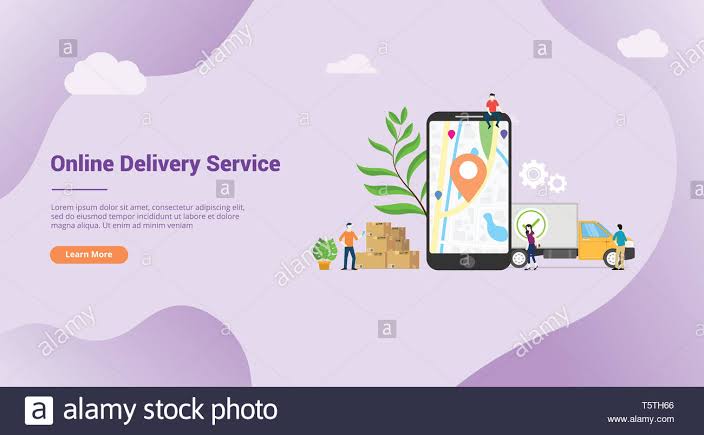 Online Delivery Service
Lorem ipsum dolor sit amet, consectetur adipiscing elit,
sed do eiusmod tempor incididunt ut labore et dolore
magna aliqua. Ut enim ad minim veniam
Learn More
a alamy stock photo
T5TH66
www.alamy.com